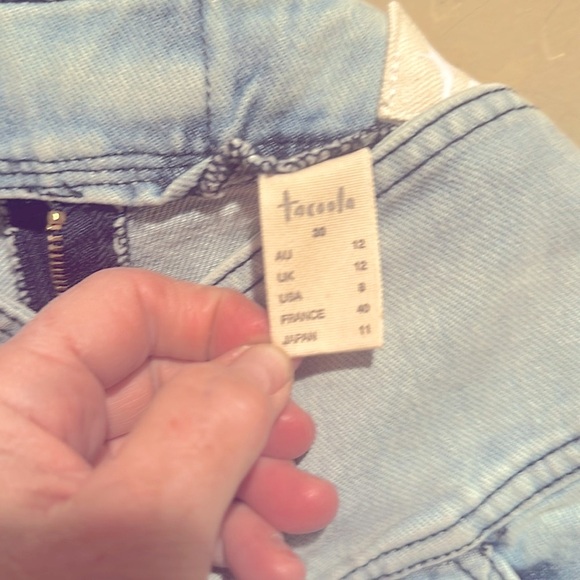 tacoola
30
AU 12
UK 12
USA 8
FRANCE 40
JAPAN 11